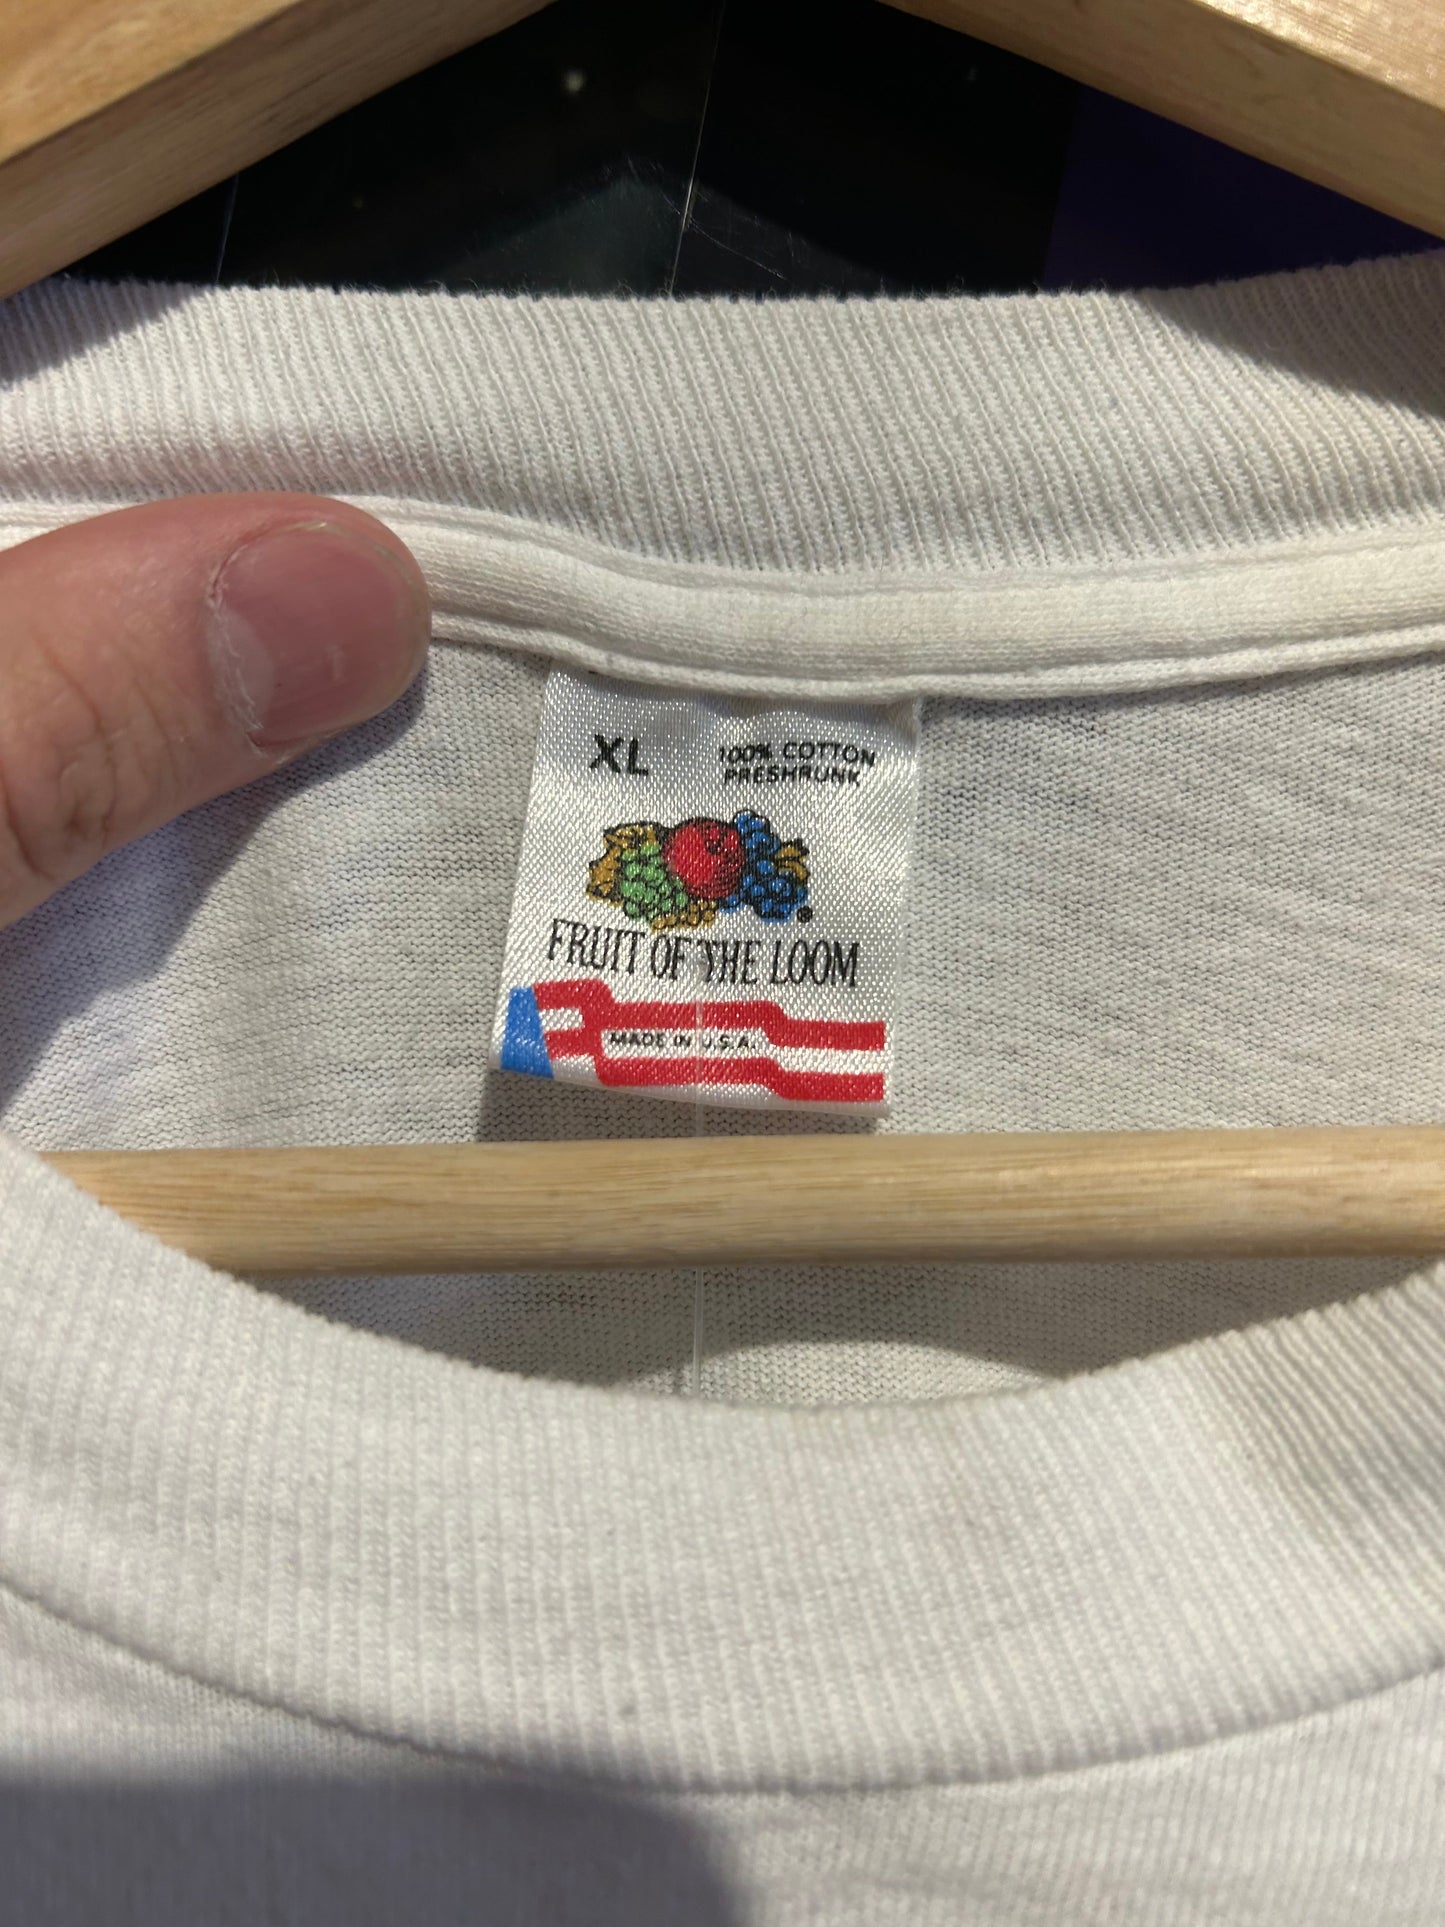 XL
100% COTTON
PRESHRUNK
FRUIT OF THE LOOM
MADE IN U.S.A.